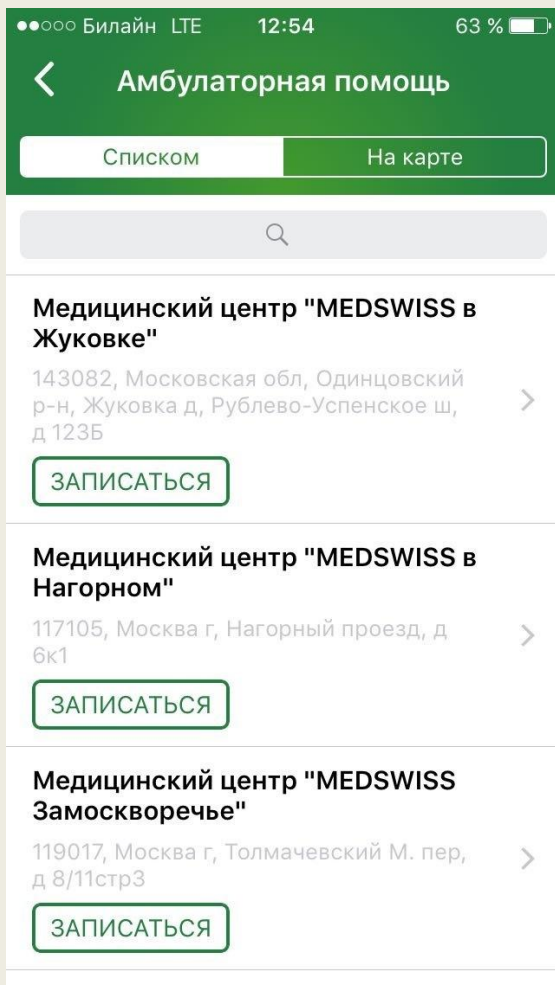 Билайн LTE 12:54 63 %
Амбулаторная помощь
Списком На карте
Медицинский центр "MEDSWISS в
Жуковке"
143082, Московская обл, Одинцовский
р-н, Жуковка д, Рублево-Успенское ш,
д 123Б
ЗАПИСАТЬСЯ
Медицинский центр "MEDSWISS в
Нагорном"
117105, Москва г, Нагорный проезд, д
6к1
ЗАПИСАТЬСЯ
Медицинский центр "MEDSWISS
Замоскворечье"
119017, Москва г, Толмачевский М. пер,
д 8/11стр3
ЗАПИСАТЬСЯ